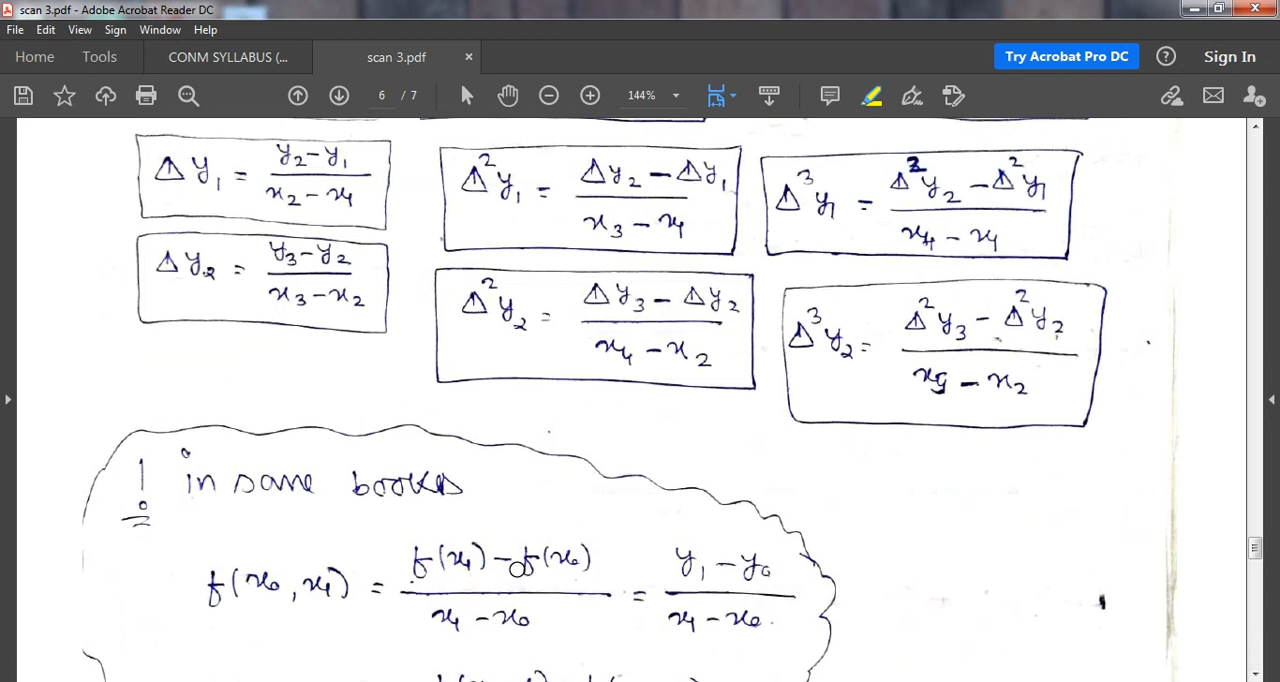 scan 3.pdf - Adobe Acrobat Reader DC
File Edit View Sign Window Help
Home Tools CONM SYLLABUS (... scan 3.pdf × Try Acrobat Pro DC Sign In
6 / 7 144%
Δy₁ = (y₂ - y₁) / (x₂ - x₁)
Δ²y₁ = (Δy₂ - Δy₁) / (x₃ - x₁)
Δ³y₁ = (Δ²y₂ - Δ²y₁) / (x₄ - x₁)
Δy₂ = (y₃ - y₂) / (x₃ - x₂)
Δ²y₂ = (Δy₃ - Δy₂) / (x₄ - x₂)
Δ³y₂ = (Δ²y₃ - Δ²y₂) / (x₅ - x₂)
! in same books
f(x₀, x₁) = (f(x₁) - f(x₀)) / (x₁ - x₀) = (y₁ - y₀) / (x₁ - x₀).